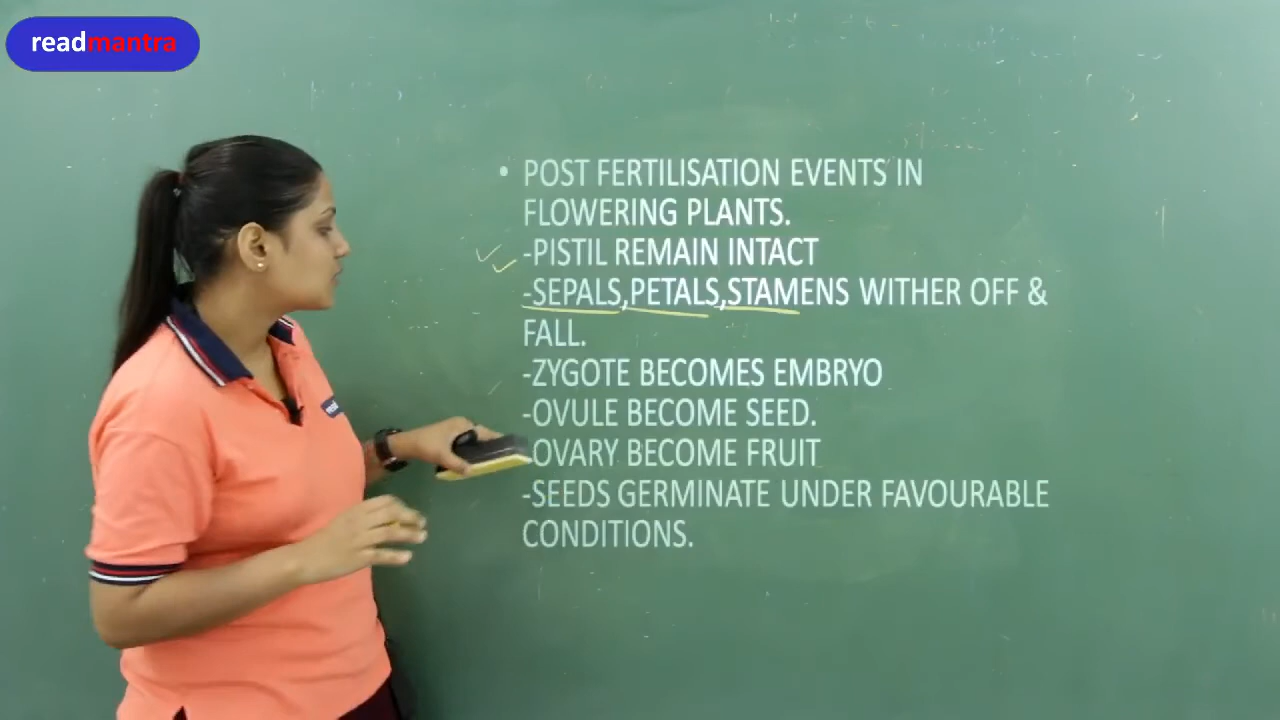 readmantra
• POST FERTILISATION EVENTS IN
FLOWERING PLANTS.
-PISTIL REMAIN INTACT
-SEPALS,PETALS,STAMENS WITHER OFF &
FALL.
-ZYGOTE BECOMES EMBRYO
-OVULE BECOME SEED.
-OVARY BECOME FRUIT
-SEEDS GERMINATE UNDER FAVOURABLE
CONDITIONS.